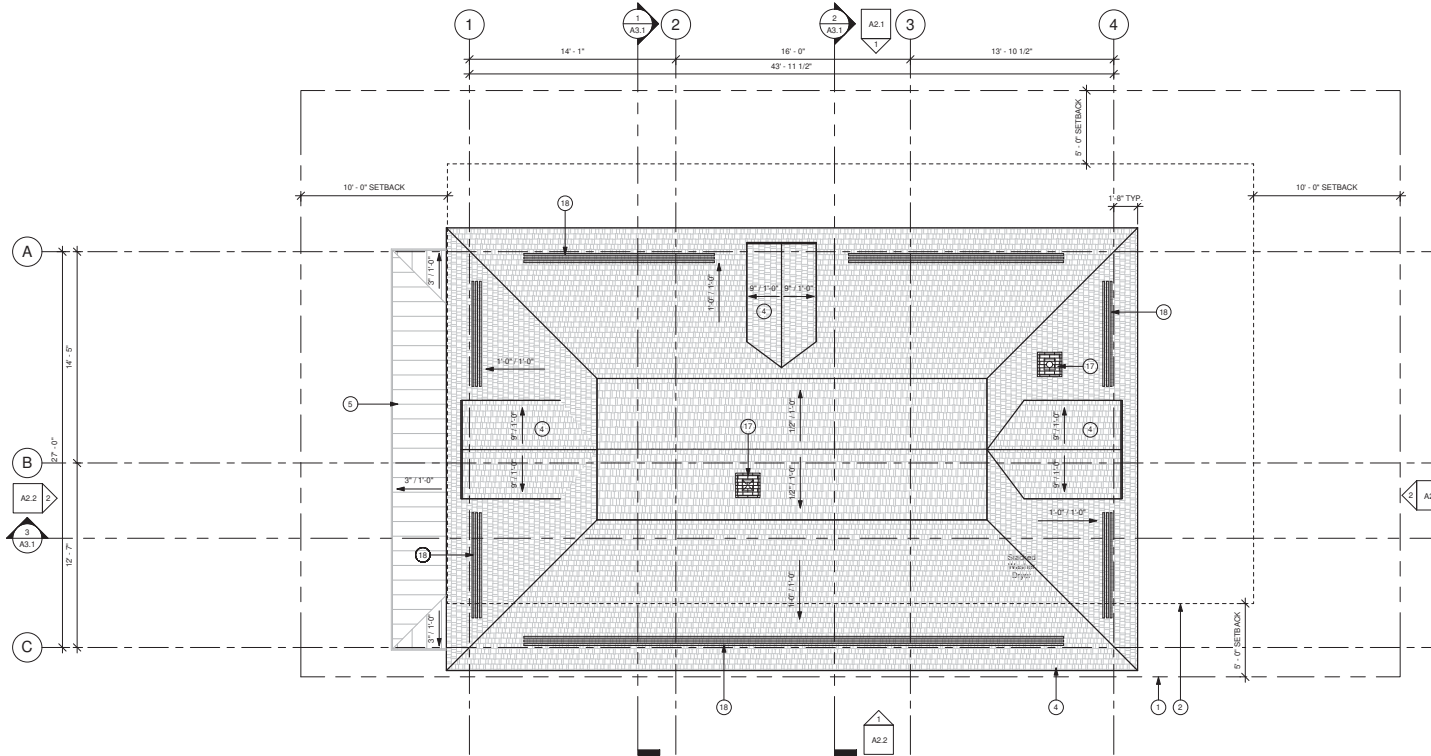 1
1
A3.1
2
2
A3.1
A2.1
1
3
4
14' - 1"
16' - 0"
13' - 10 1/2"
43' - 11 1/2"
5' - 0" SETBACK
10' - 0" SETBACK
10' - 0" SETBACK
1'-8" TYP.
18
A
3" / 1'-0"
1'-0" / 1'-0"
9" / 1'-0"
9" / 1'-0"
4
18
14' - 5"
1'-0" / 1'-0"
17
5
9" / 1'-0"
4
1/2" / 1'-0"
9" / 1'-0"
4
17
27' - 0"
B
3" / 1'-0"
9" / 1'-0"
1/2" / 1'-0"
9" / 1'-0"
A2.2
2
2
3
A3.1
1'-0" / 1'-0"
12' - 7"
18
Stacked
Washer
Dryer
1'-0" / 1'-0"
3" / 1'-0"
C
5' - 0" SETBACK
18
4
1
2
1
A2.2